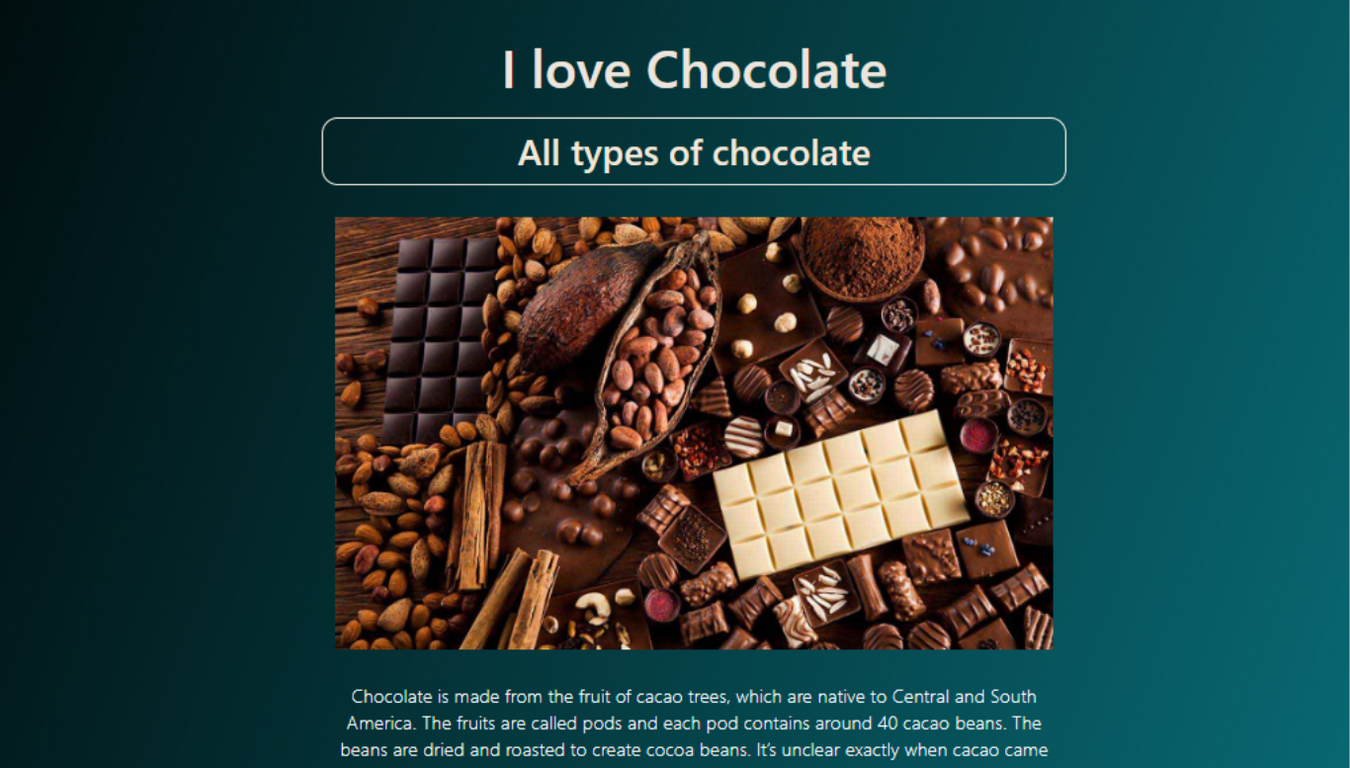 I love Chocolate
All types of chocolate
Chocolate is made from the fruit of cacao trees, which are native to Central and South
America. The fruits are called pods and each pod contains around 40 cacao beans. The
beans are dried and roasted to create cocoa beans. It’s unclear exactly when cacao came